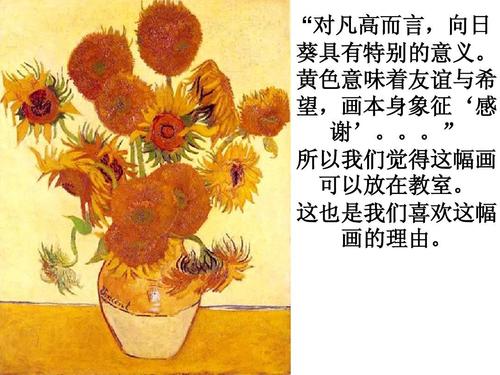 “对凡高而言，向日
葵具有特别的意义。
黄色意味着友谊与希
望，画本身象征‘感
谢’。。。”
所以我们觉得这幅画
可以放在教室。
这也是我们喜欢这幅
画的理由。
Vincent